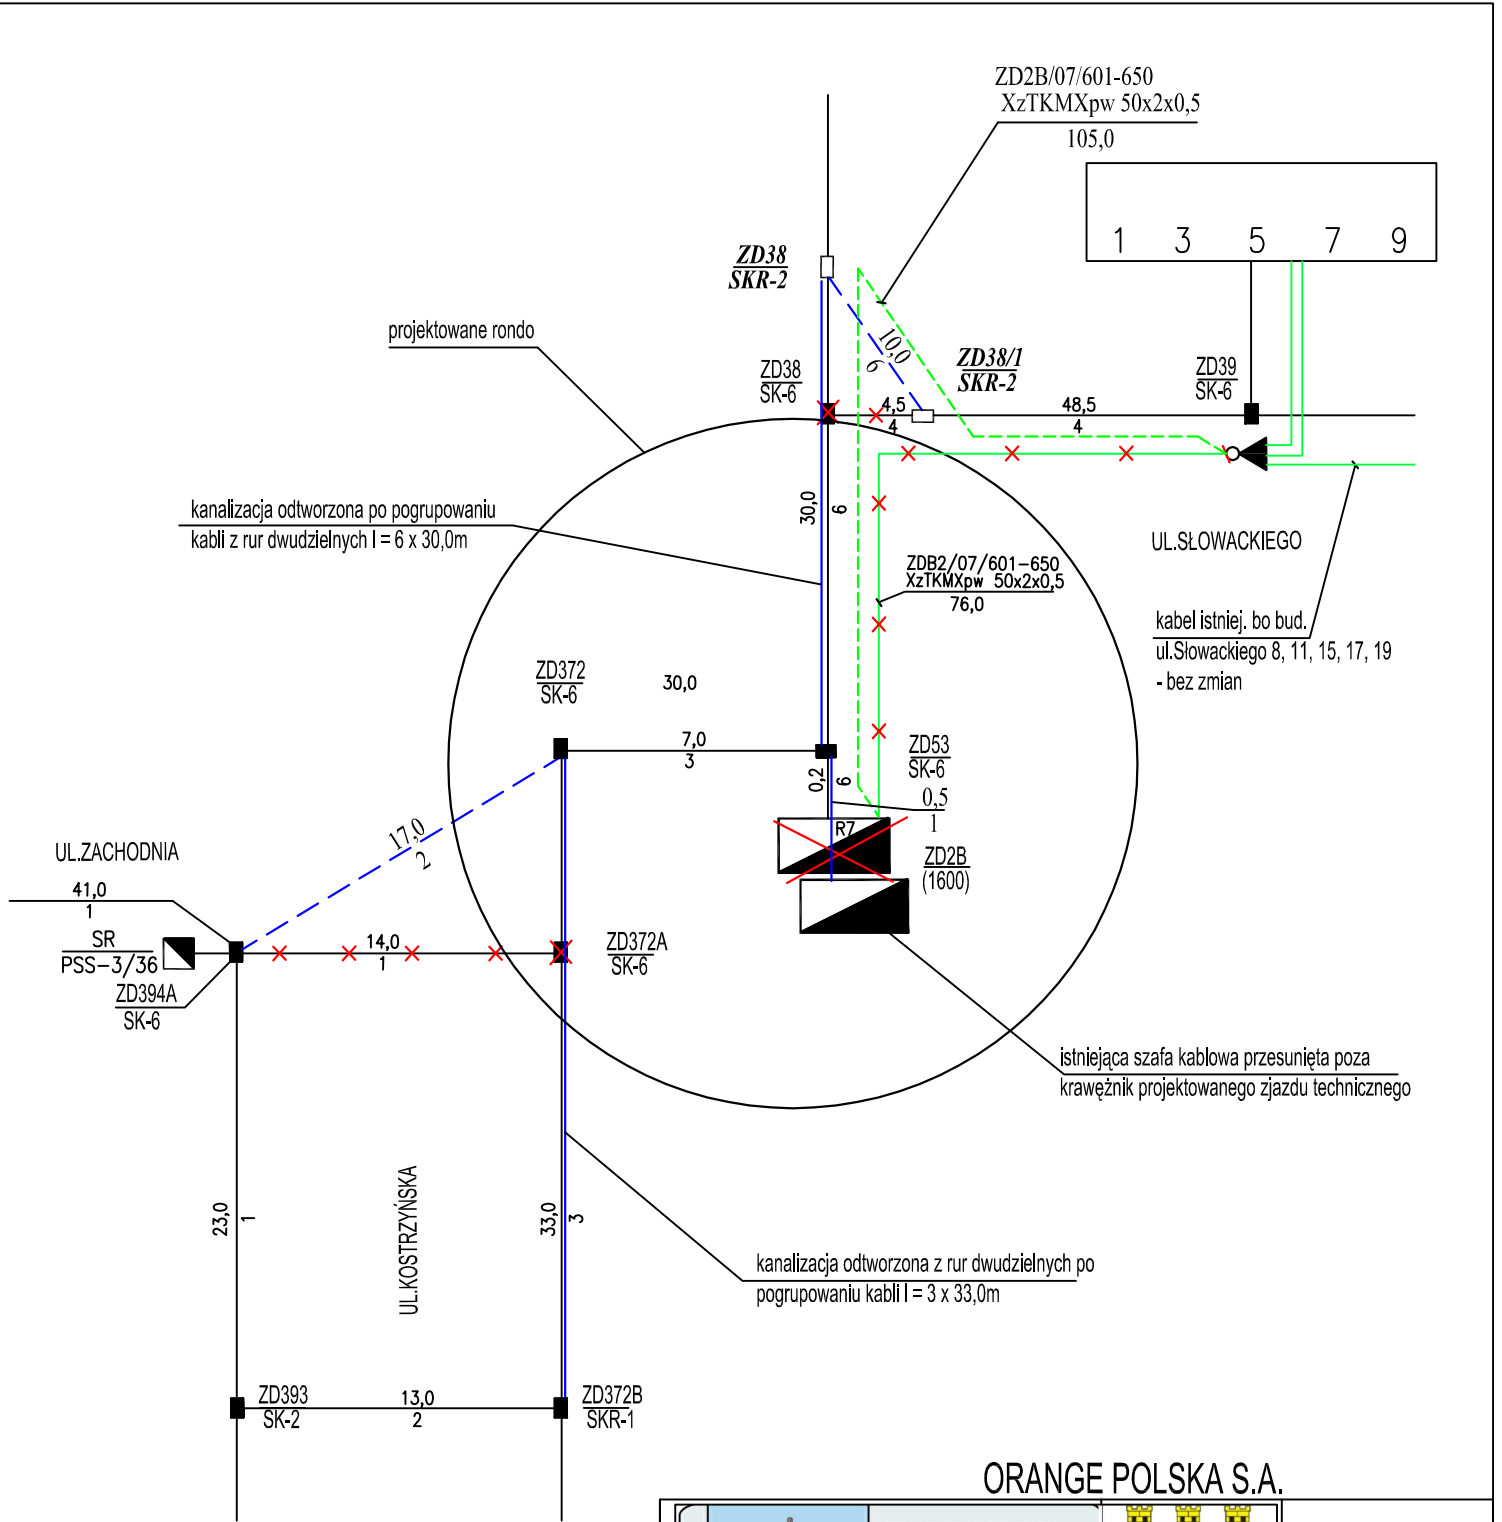 ZD2B/07/601-650
XzTKMXpw 50x2x0,5
105,0
1 3 5 7 9
ZD38
SKR-2
projektowane rondo
10,0
6
ZD38/1
SKR-2
ZD38
SK-6
ZD39
SK-6
4,5
4
48,5
4
kanalizacja odtworzona po pogrupowaniu
kabli z rur dwudzielnych l = 6 x 30,0m
30,0
6
UL.SŁOWACKIEGO
ZDB2/07/601-650
XzTKMXpw 50x2x0,5
76,0
kabel istniej. bo bud.
ul.Słowackiego 8, 11, 15, 17, 19
- bez zmian
ZD372
SK-6
30,0
7,0
3
ZD53
SK-6
0,2
6
0,5
1
R7
ZD2B
(1600)
17,0
2
UL.ZACHODNIA
41,0
1
SR
PSS-3/36
14,0
1
ZD372A
SK-6
ZD394A
SK-6
istniejąca szafa kablowa przesunięta poza
krawężnik projektowanego zjazdu technicznego
23,0
1
UL.KOSTRZYŃSKA
33,0
3
kanalizacja odtworzona z rur dwudzielnych po
pogrupowaniu kabli l = 3 x 33,0m
ZD393
SK-2
13,0
2
ZD372B
SKR-1
ORANGE POLSKA S.A.